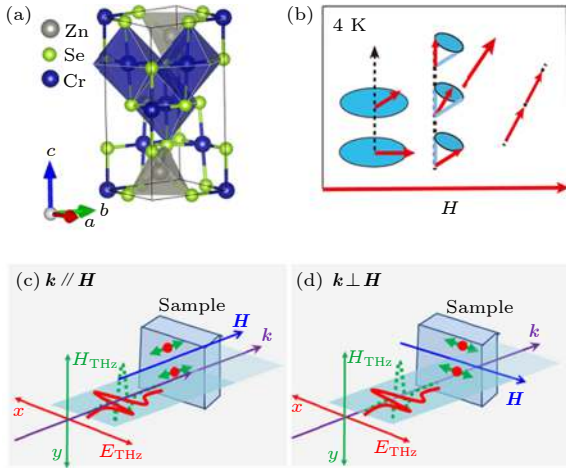 (a)
Zn
Se
Cr
c
b
a
(b)
4 K
H
(c) k // H
Sample
H
k
H_THz
x
y
E_THz
(d) k ⊥ H
Sample
k
H_THz
H
x
y
E_THz